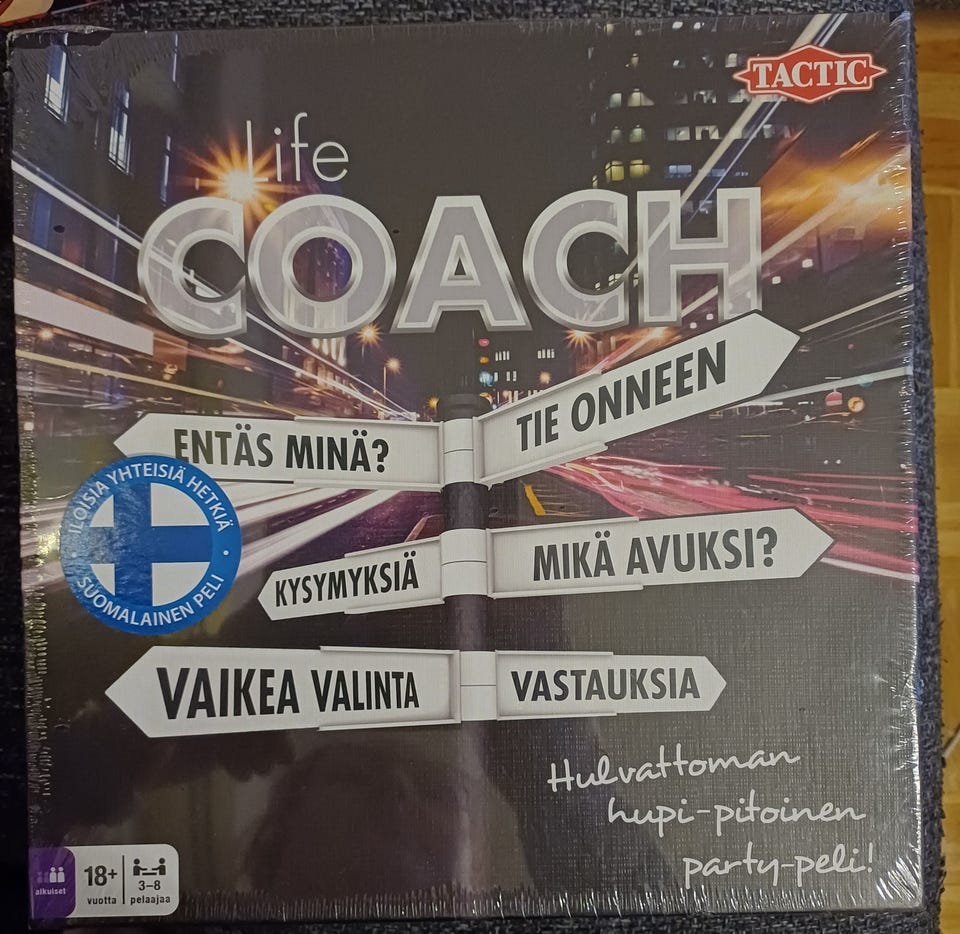 TACTIC
life
COACH
TIE ONNEEN
ENTÄS MINÄ?
ILOISIA YHTEISIÄ HETKIÄ
SUOMALAINEN PELI
MIKÄ AVUKSI?
KYSYMYKSIÄ
VAIKEA VALINTA
VASTAUKSIA
Hulvattoman
hupi-pitoinen
party-peli!
aikuiset
18+
vuotta
3–8
pelaajaa